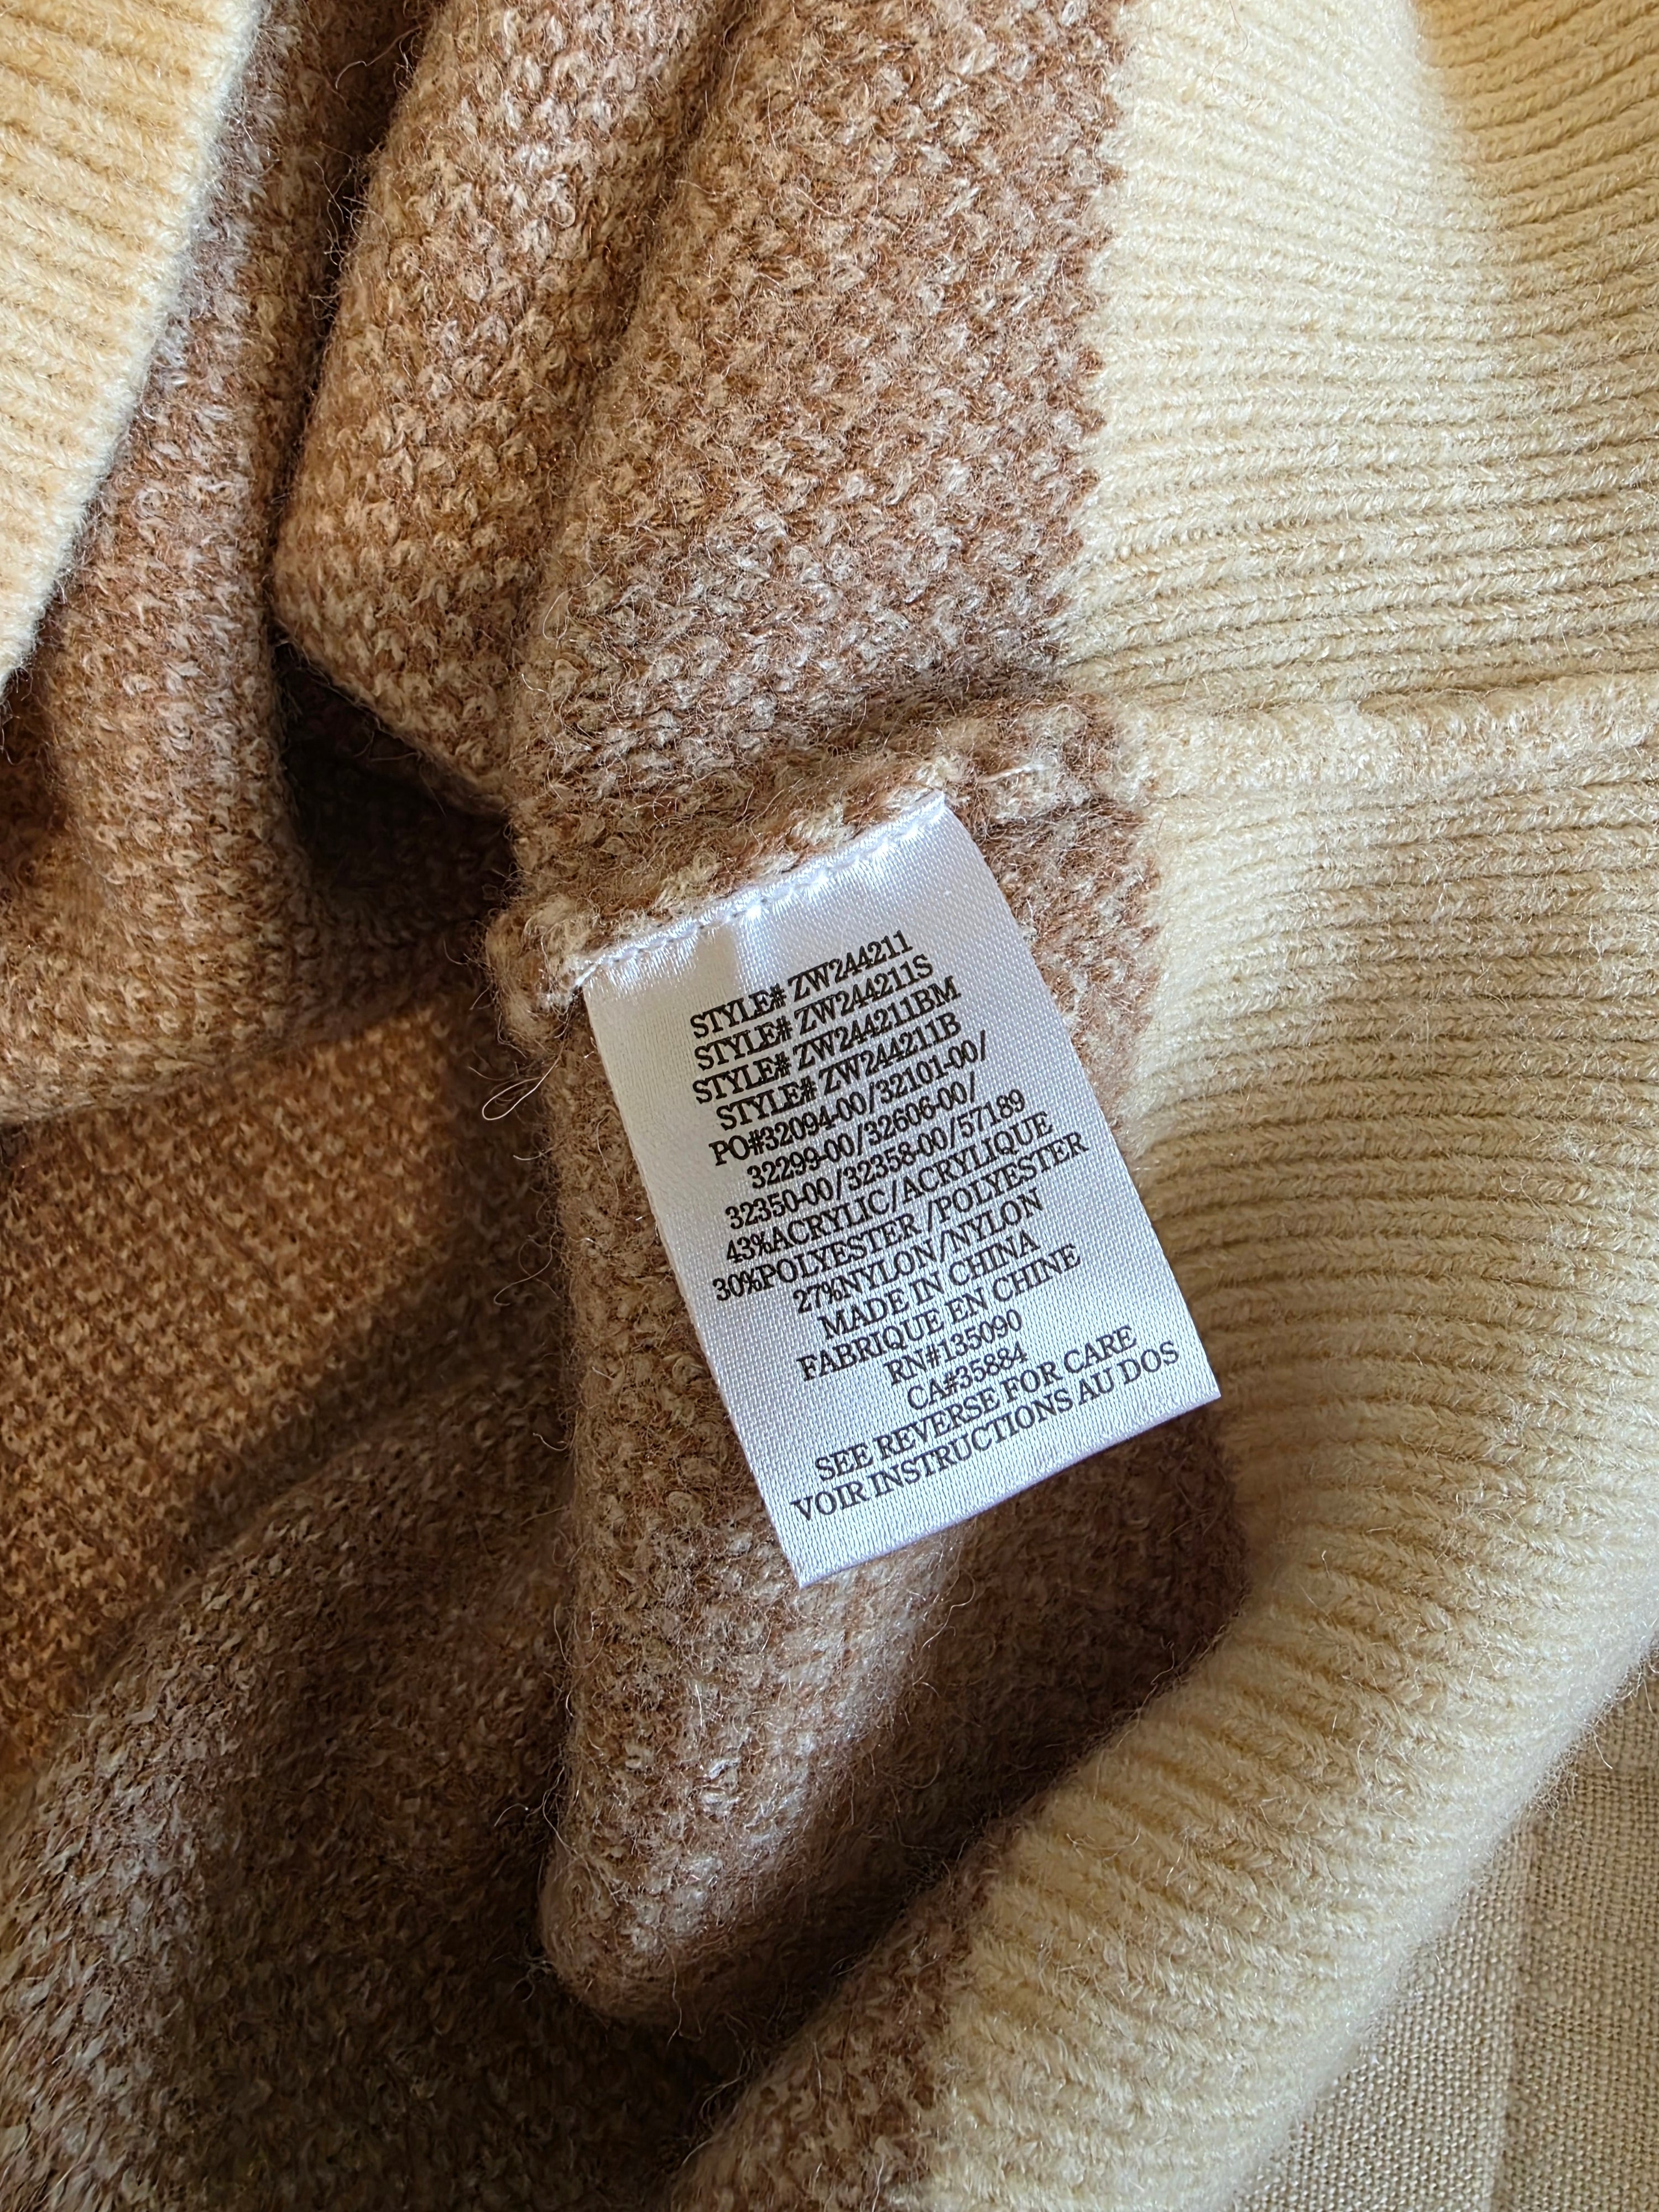 STYLE# ZW244211
STYLE# ZW244211S
STYLE# ZW244211BM
STYLE# ZW244211B
PO#32094-00/32101-00/
32299-00/32606-00/
32350-00/32358-00/57189
43%ACRYLIC/ACRYLIQUE
30%POLYESTER /POLYESTER
27%NYLON/NYLON
MADE IN CHINA
FABRIQUE EN CHINE
RN#135090
CA#35884
SEE REVERSE FOR CARE
VOIR INSTRUCTIONS AU DOS